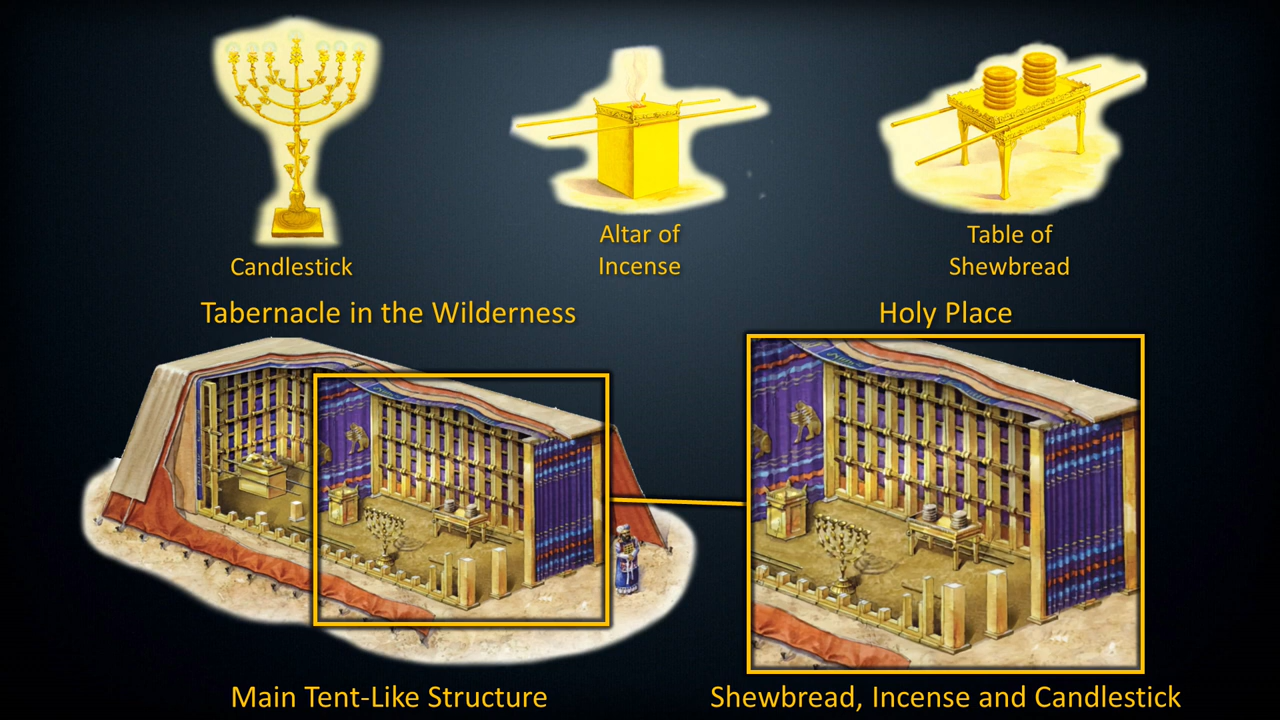 Candlestick
Altar of
Incense
Table of
Shewbread
Tabernacle in the Wilderness
Holy Place
Main Tent-Like Structure
Shewbread, Incense and Candlestick